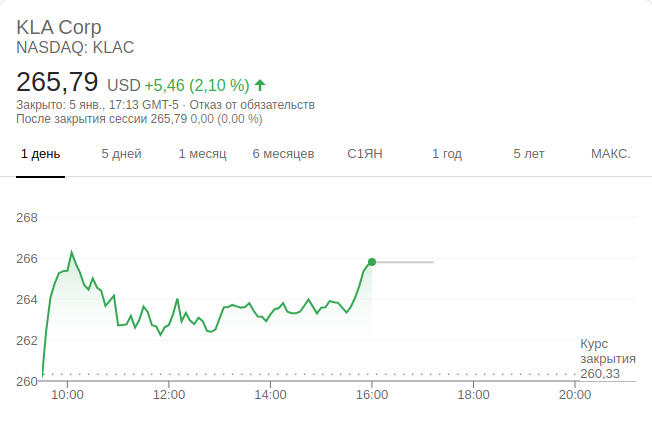 KLA Corp
NASDAQ: KLAC
265,79 USD +5,46 (2,10 %)
Закрыто: 5 янв., 17:13 GMT-5 · Отказ от обязательств
После закрытия сессии 265,79 0,00 (0,00 %)
1 день 5 дней 1 месяц 6 месяцев С1ЯН 1 год 5 лет МАКС.
268
266
264
262
260
Курс
закрытия
260,33
10:00 12:00 14:00 16:00 18:00 20:00